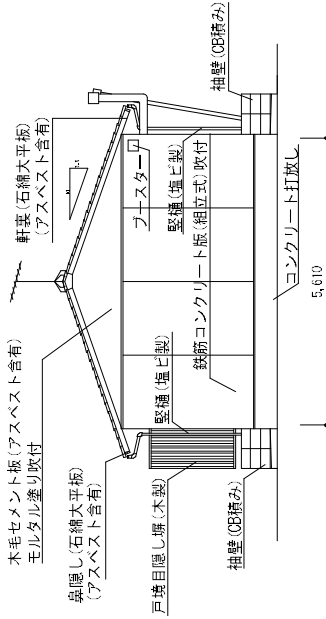 木毛セメント板(アスベスト含有)
モルタル塗り吹付
鼻隠し(石綿大平板)
(アスベスト含有)
戸境目隠し塀(木製)
軒裏(石綿大平板)
(アスベスト含有)
ブースター
竪樋(塩ビ製)
竪樋(塩ビ製)
鉄筋コンクリート版(組立式)吹付
袖壁(CB積み)
袖壁(CB積み)
コンクリート打放し
5,610